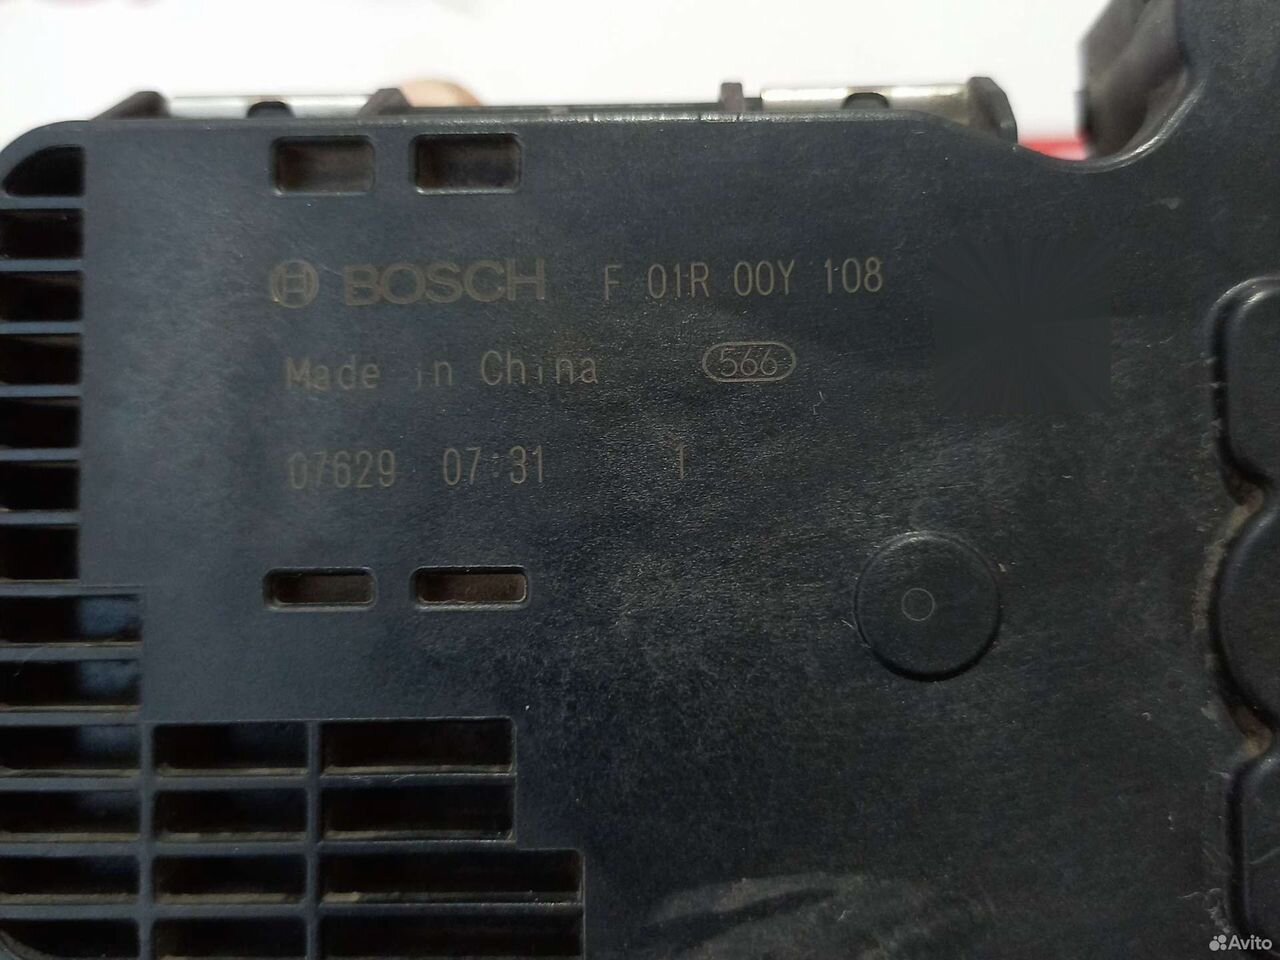 BOSCH F 01R 00Y 108
Made in China 566
07629 07:31 1
Avito